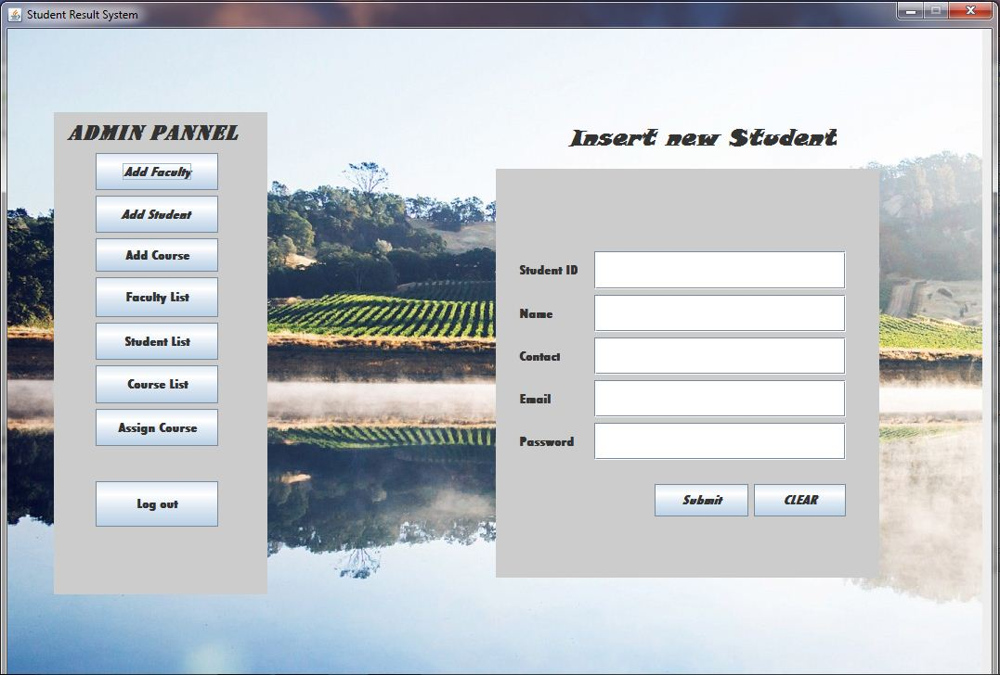 Student Result System
ADMIN PANNEL
Add Faculty
Add Student
Add Course
Faculty List
Student List
Course List
Assign Course
Log out
Insert new Student
Student ID
Name
Contact
Email
Password
Submit
CLEAR